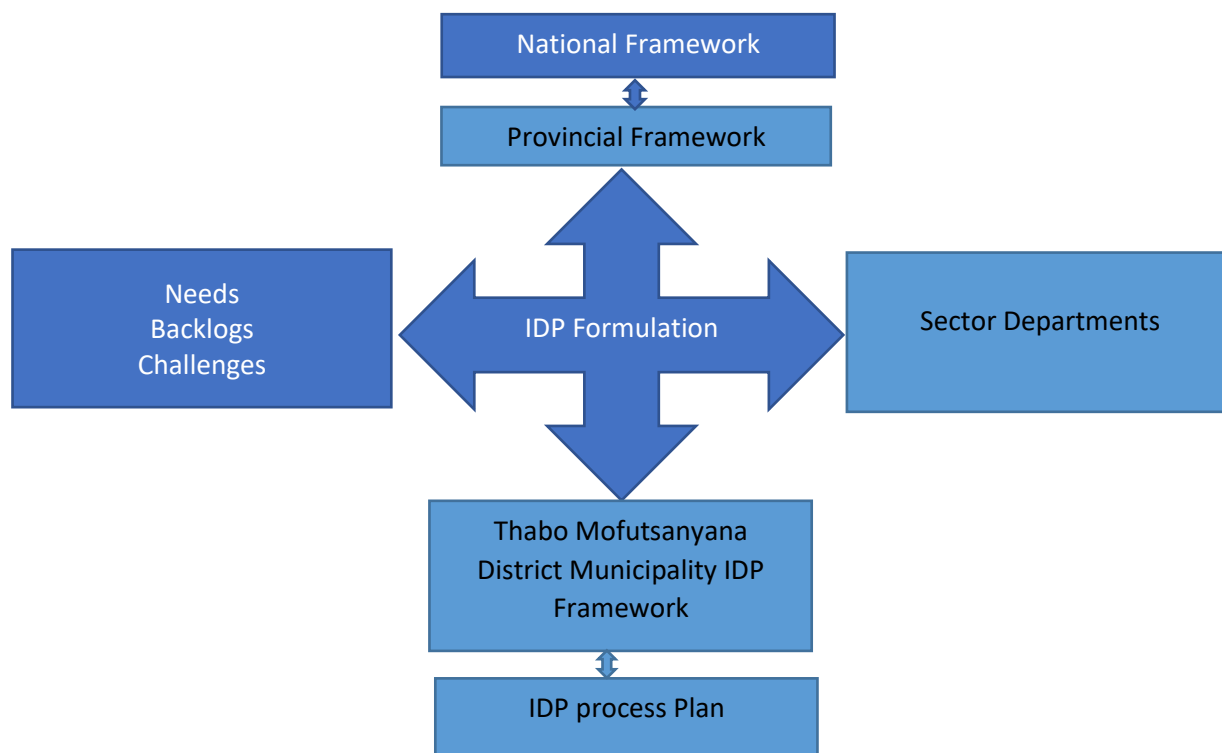 National Framework
Provincial Framework
Needs
Backlogs
Challenges
IDP Formulation
Sector Departments
Thabo Mofutsanyana
District Municipality IDP
Framework
IDP process Plan